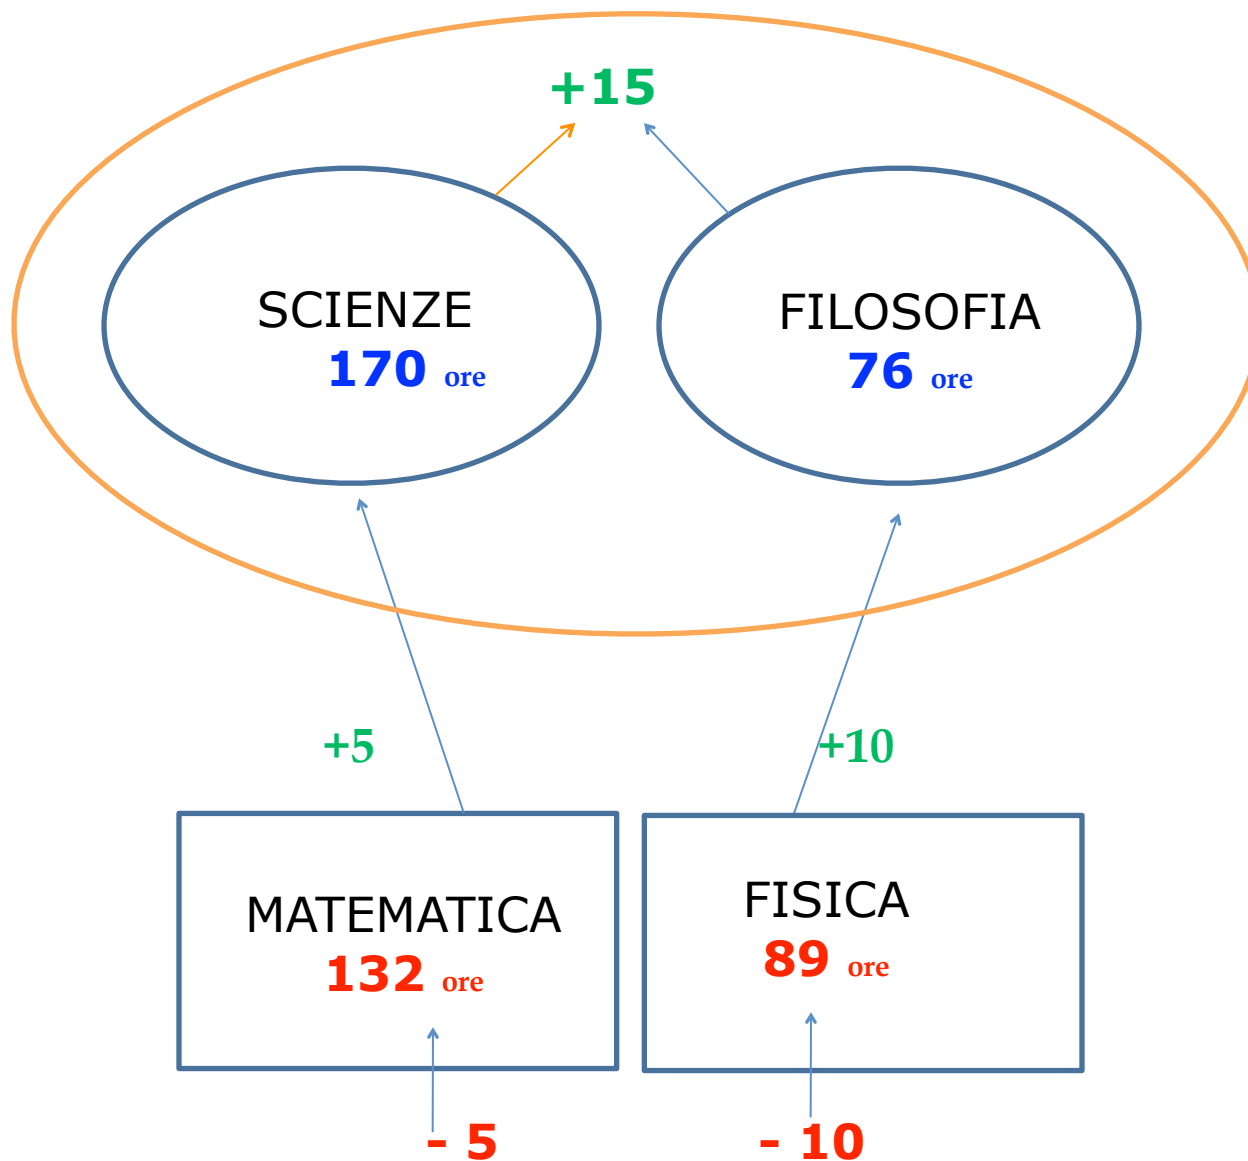 +15
SCIENZE
170 ore
FILOSOFIA
76 ore
+5
+10
MATEMATICA
132 ore
FISICA
89 ore
- 5
- 10